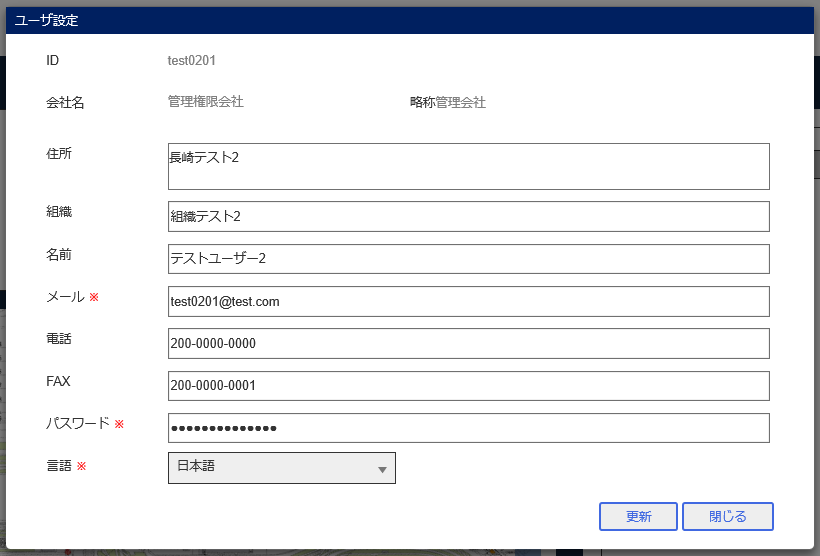 ユーザ設定
ID test0201
会社名 管理権限会社 略称管理会社
住所 長崎テスト2
組織 組織テスト2
名前 テストユーザー2
メール ※ test0201@test.com
電話 200-0000-0000
FAX 200-0000-0001
パスワード ※ ●●●●●●●●●●●●●●
言語 ※ 日本語
更新 閉じる